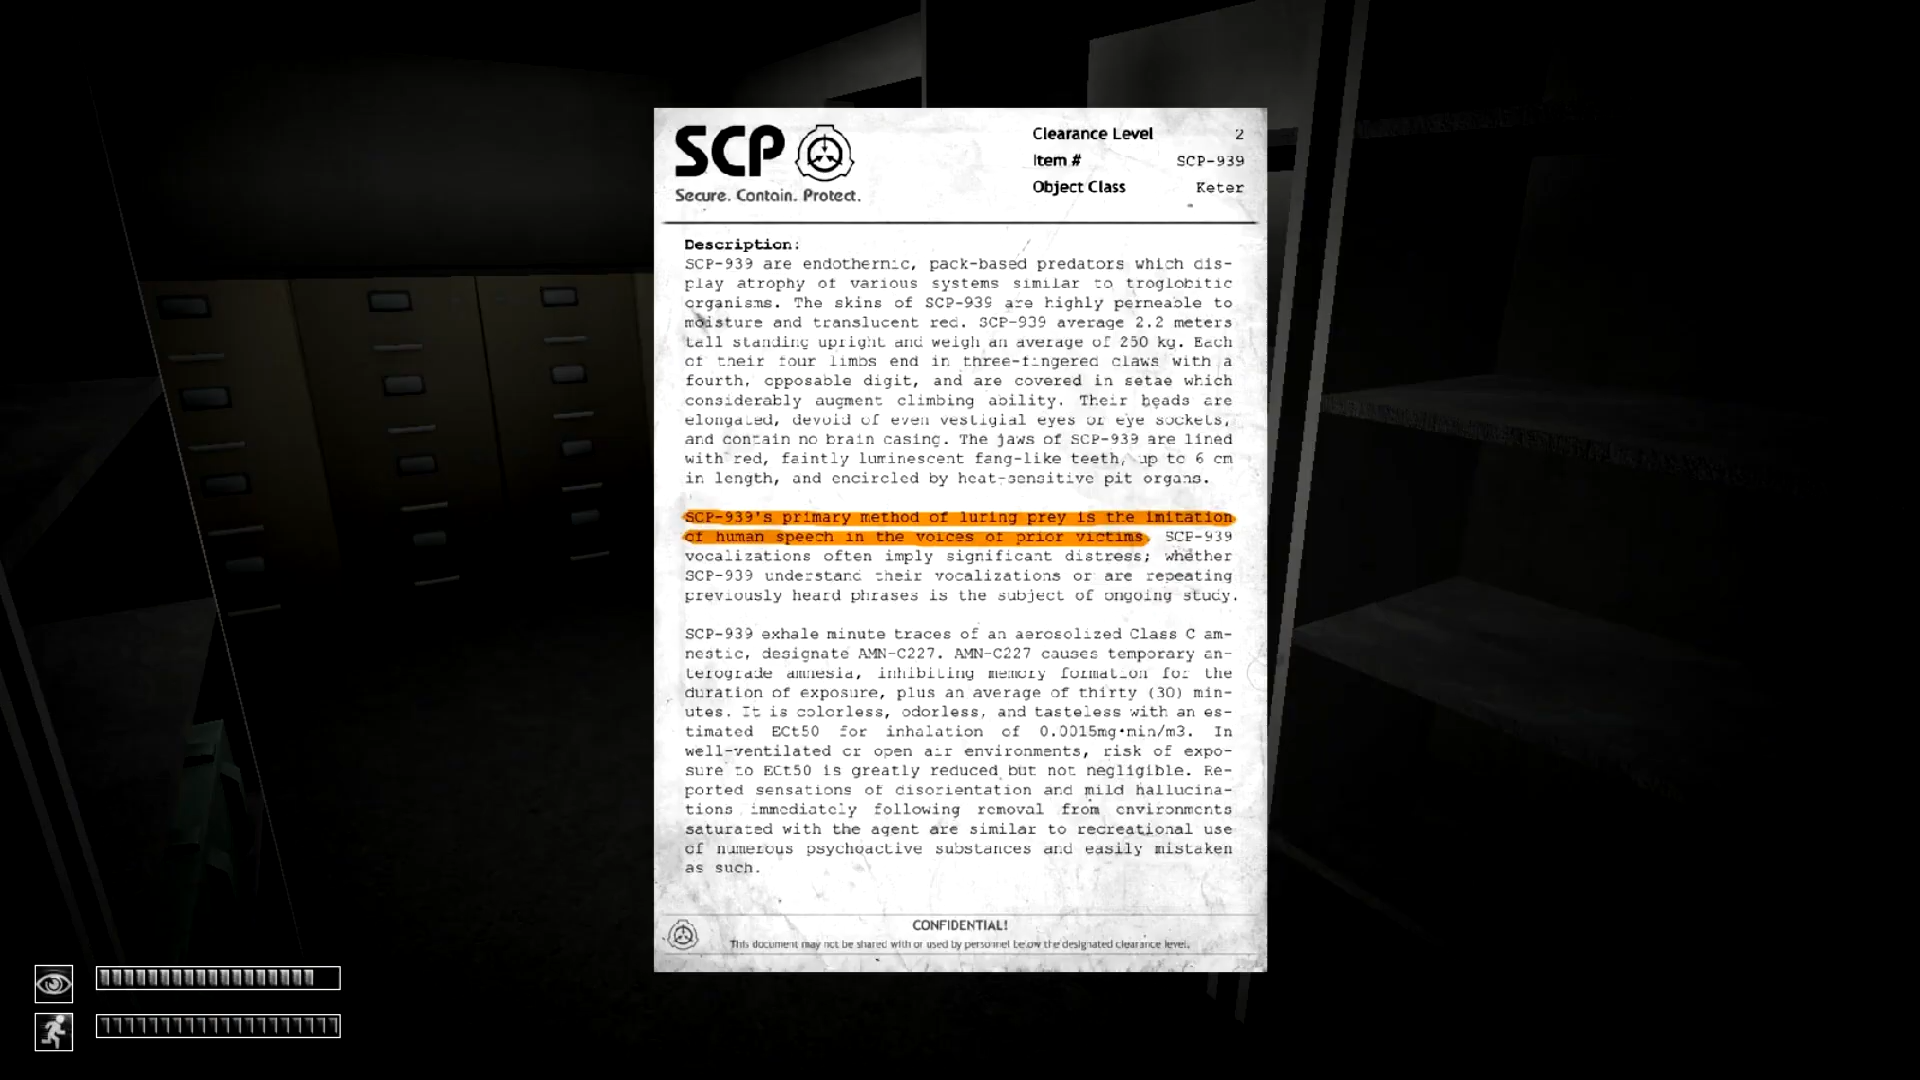 SCP
Secure. Contain. Protect.
Clearance Level 2
Item # SCP-939
Object Class Keter
Description:
SCP-939 are endothermic, pack-based predators which dis-
play atrophy of various systems similar to troglobitic
organisms. The skins of SCP-939 are highly permeable to
moisture and translucent red. SCP-939 average 2.2 meters
tall standing upright and weigh an average of 250 kg. Each
of their four limbs end in three-fingered claws with a
fourth, opposable digit, and are covered in setae which
considerably augment climbing ability. Their heads are
elongated, devoid of even vestigial eyes or eye sockets,
and contain no brain casing. The jaws of SCP-939 are lined
with red, faintly luminescent fang-like teeth, up to 6 cm
in length, and encircled by heat-sensitive pit organs.
SCP-939's primary method of luring prey is the imitation
of human speech in the voices of prior victims. SCP-939
vocalizations often imply significant distress; whether
SCP-939 understand their vocalizations or are repeating
previously heard phrases is the subject of ongoing study.
SCP-939 exhale minute traces of an aerosolized Class C am-
nestic, designate AMN-C227. AMN-C227 causes temporary an-
terograde amnesia, inhibiting memory formation for the
duration of exposure, plus an average of thirty (30) min-
utes. It is colorless, odorless, and tasteless with an es-
timated ECt50 for inhalation of 0.0015mg•min/m3. In
well-ventilated or open air environments, risk of expo-
sure to ECt50 is greatly reduced but not negligible. Re-
ported sensations of disorientation and mild hallucina-
tions immediately following removal from environments
saturated with the agent are similar to recreational use
of numerous psychoactive substances and easily mistaken
as such.
CONFIDENTIAL!
This document may not be shared with or used by personnel below the designated clearance level.